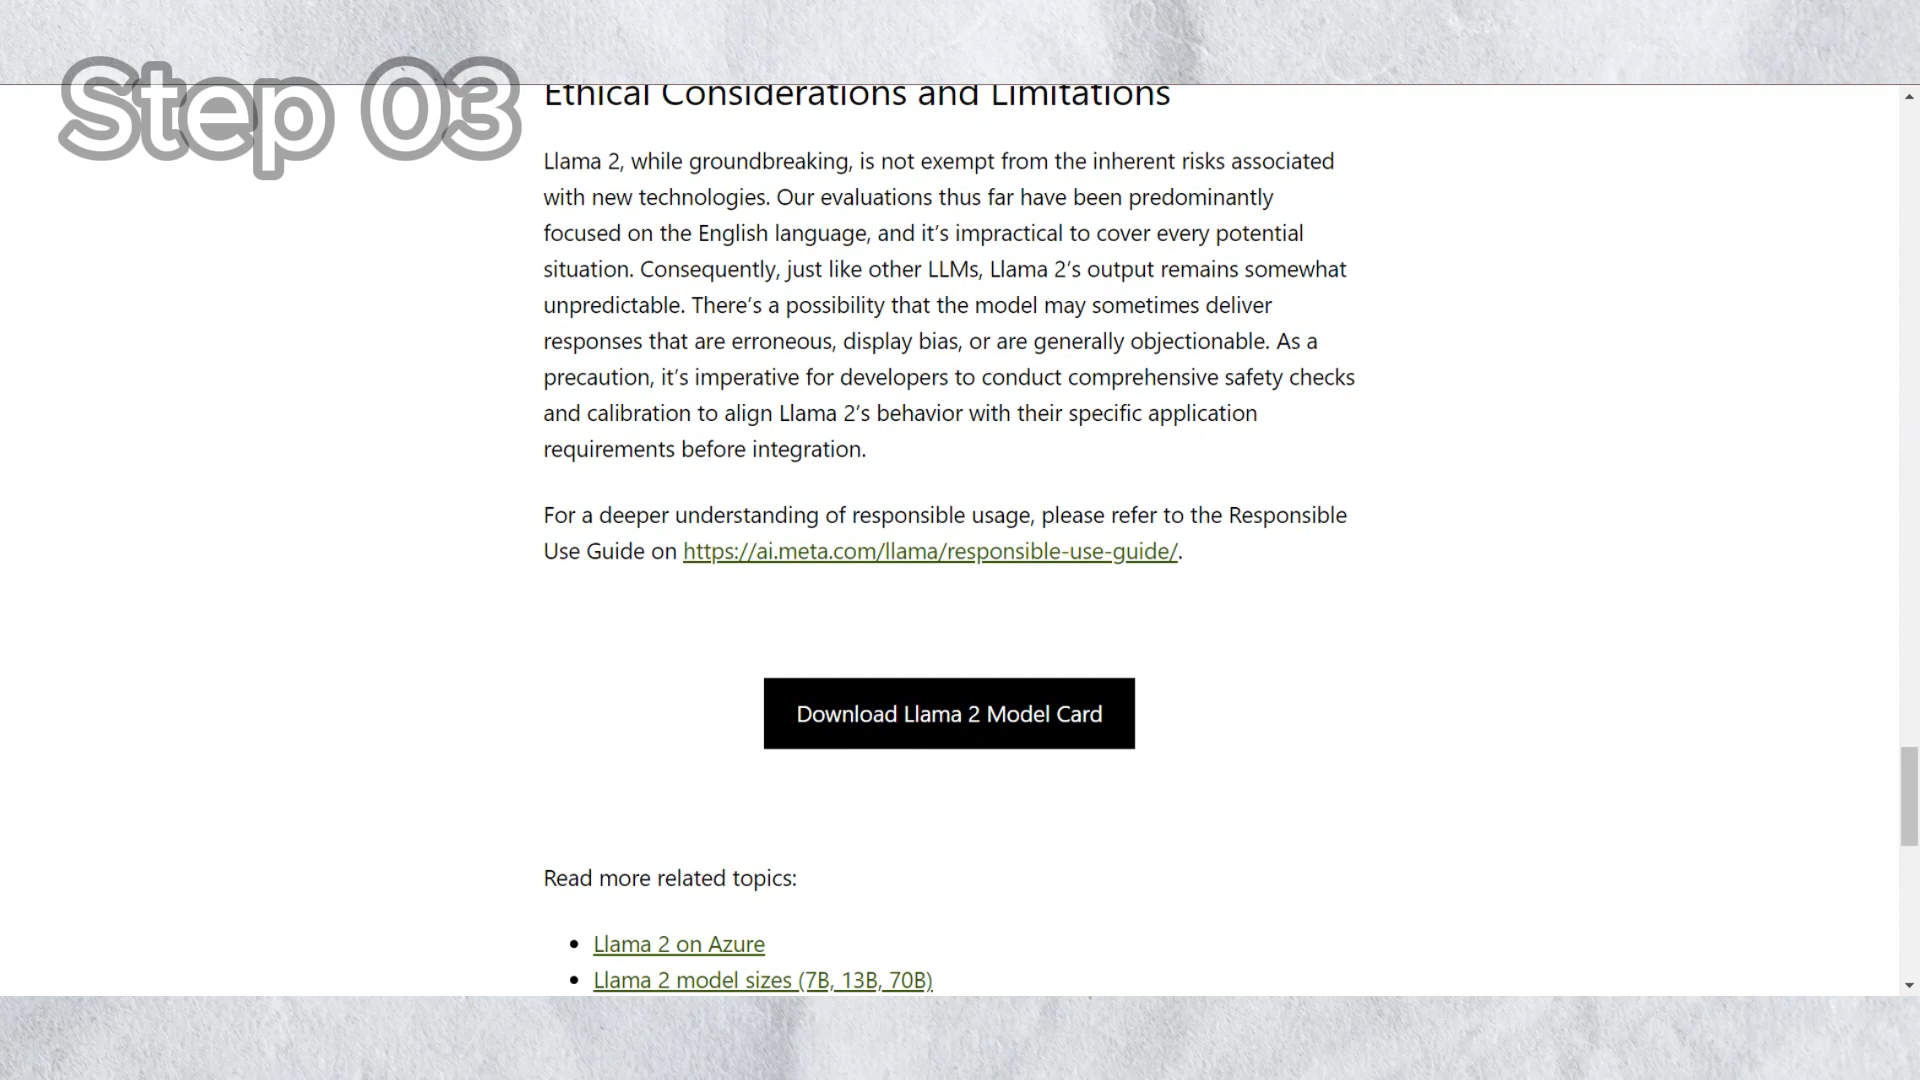 Step 03
Ethical Considerations and Limitations
Llama 2, while groundbreaking, is not exempt from the inherent risks associated
with new technologies. Our evaluations thus far have been predominantly
focused on the English language, and it’s impractical to cover every potential
situation. Consequently, just like other LLMs, Llama 2’s output remains somewhat
unpredictable. There’s a possibility that the model may sometimes deliver
responses that are erroneous, display bias, or are generally objectionable. As a
precaution, it’s imperative for developers to conduct comprehensive safety checks
and calibration to align Llama 2’s behavior with their specific application
requirements before integration.
For a deeper understanding of responsible usage, please refer to the Responsible
Use Guide on https://ai.meta.com/llama/responsible-use-guide/.
Download Llama 2 Model Card
Read more related topics:
• Llama 2 on Azure
• Llama 2 model sizes (7B, 13B, 70B)